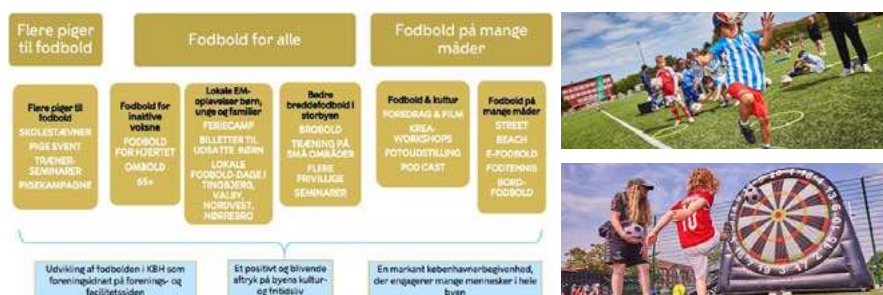 Flere piger
til fodbold
Fodbold for alle
Fodbold på mange
måder
Flere piger til
fodbold
SKOLESTÆVNER
PIGE EVENT
TRÆNER-
SEMINARER
PIGEKAMPAGNE
Fodbold for
inaktive
voksne
FODBOLD
FOR HJERTET
OMBOLD
65+
Lokale EM-
oplevelser børn,
unge og familier
FERIECAMP
BILLETTER TIL
UDSATTE BØRN
LOKALE
FODBOLD-DAGE I
TINGBJERG,
VALBY,
NORDVEST,
NØRREBRO
Bedre
breddefodbold i
storbyen
BROBOLD
TRÆNING PÅ
SMÅ OMRÅDER
FLERE
FRIVILLIGE
SEMINARER
Fodbold & kultur
FOREDRAG & FILM
KREA-
WORKSHOPS
FOTOUDSTILLING
POD CAST
Fodbold på
mange måder
STREET
BEACH
E-FODBOLD
FODTENNIS
BORD-
FODBOLD
Udvikling af fodbolden i KBH som
foreningsidræt på forenings- og
facilitetssiden
Et positivt og blivende
aftryk på byens kultur-
og fritidsliv
En markant københavnerbegivenhed,
der engagerer mange mennesker i hele
byen
10